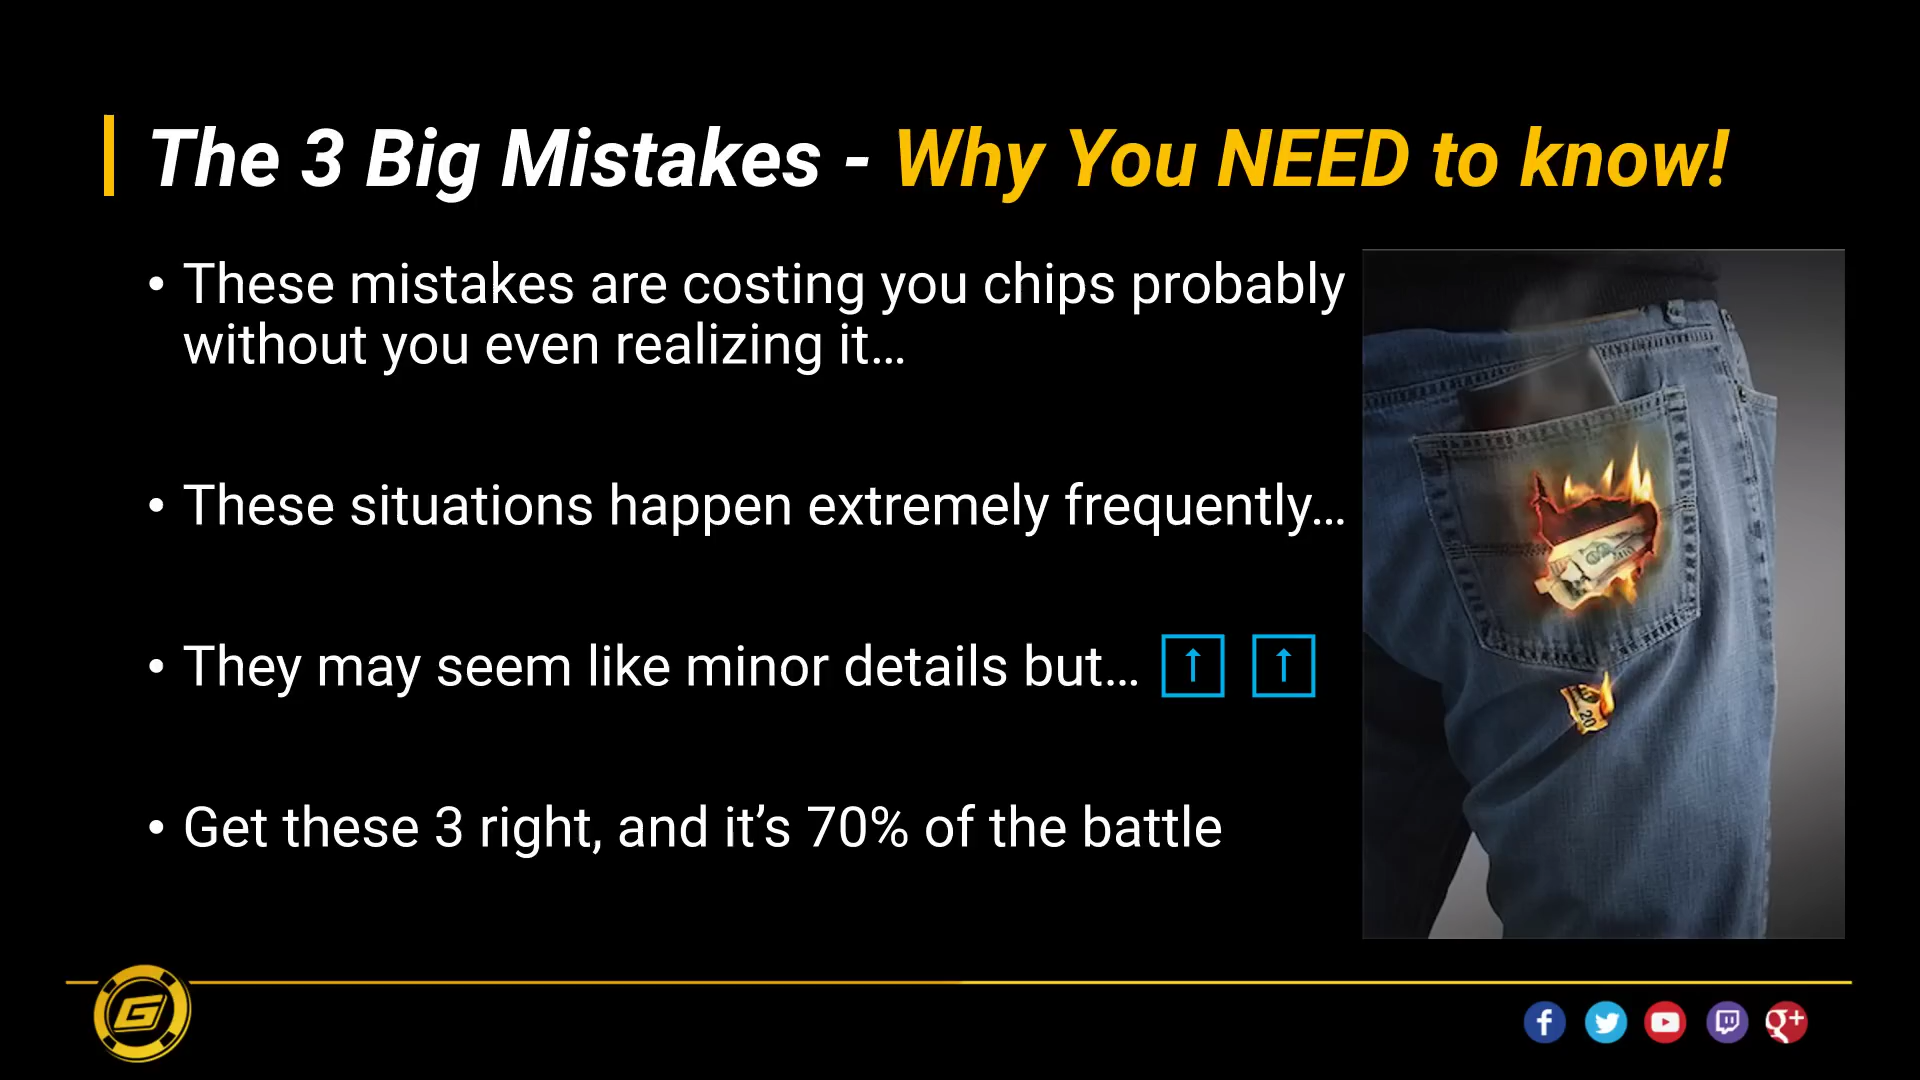 The 3 Big Mistakes - Why You NEED to know!
• These mistakes are costing you chips probably
without you even realizing it...
• These situations happen extremely frequently...
• They may seem like minor details but... ↑ ↑
• Get these 3 right, and it’s 70% of the battle
20
G
f
g+